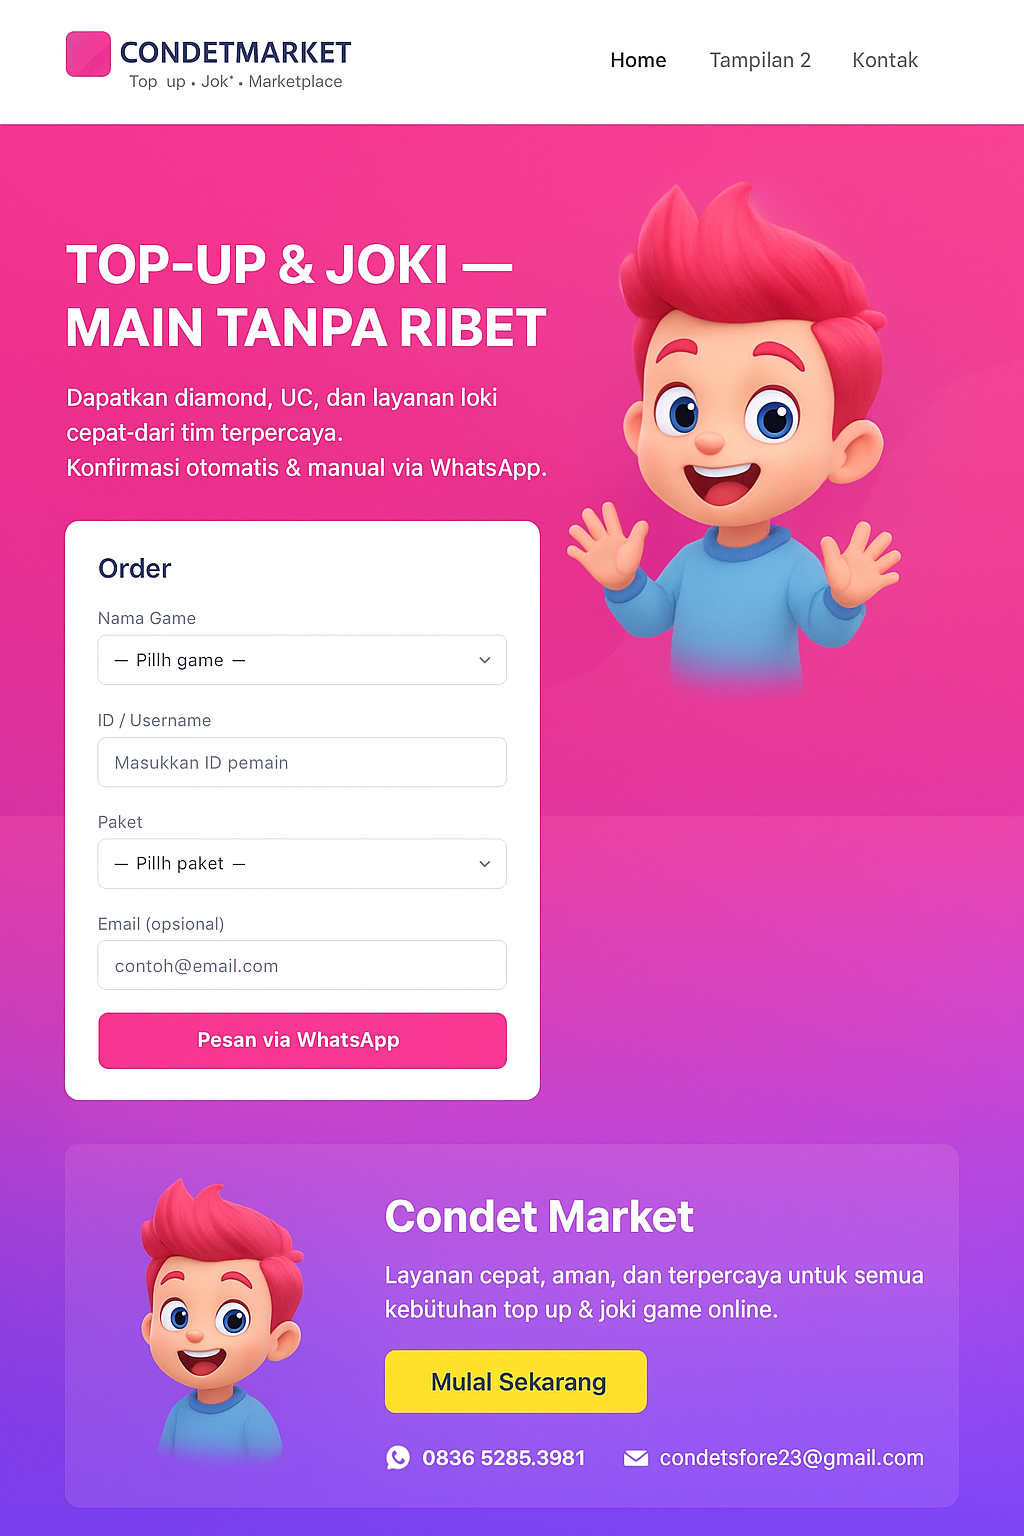 CONDETMARKET
Top up • Jok• • Marketplace
Home
Tampilan 2
Kontak
TOP-UP & JOKI —
MAIN TANPA RIBET
Dapatkan diamond, UC, dan layanan loki
cepat-dari tim terpercaya.
Konfirmasi otomatis & manual via WhatsApp.
Order
Nama Game
— Pillh game —
ID / Username
Masukkan ID pemain
Paket
— Pillh paket —
Email (opsional)
contoh@email.com
Pesan via WhatsApp
Condet Market
Layanan cepat, aman, dan terpercaya untuk semua
kebütuhan top up & joki game online.
Mulal Sekarang
0836 5285.3981
condetsfore23@gmail.com